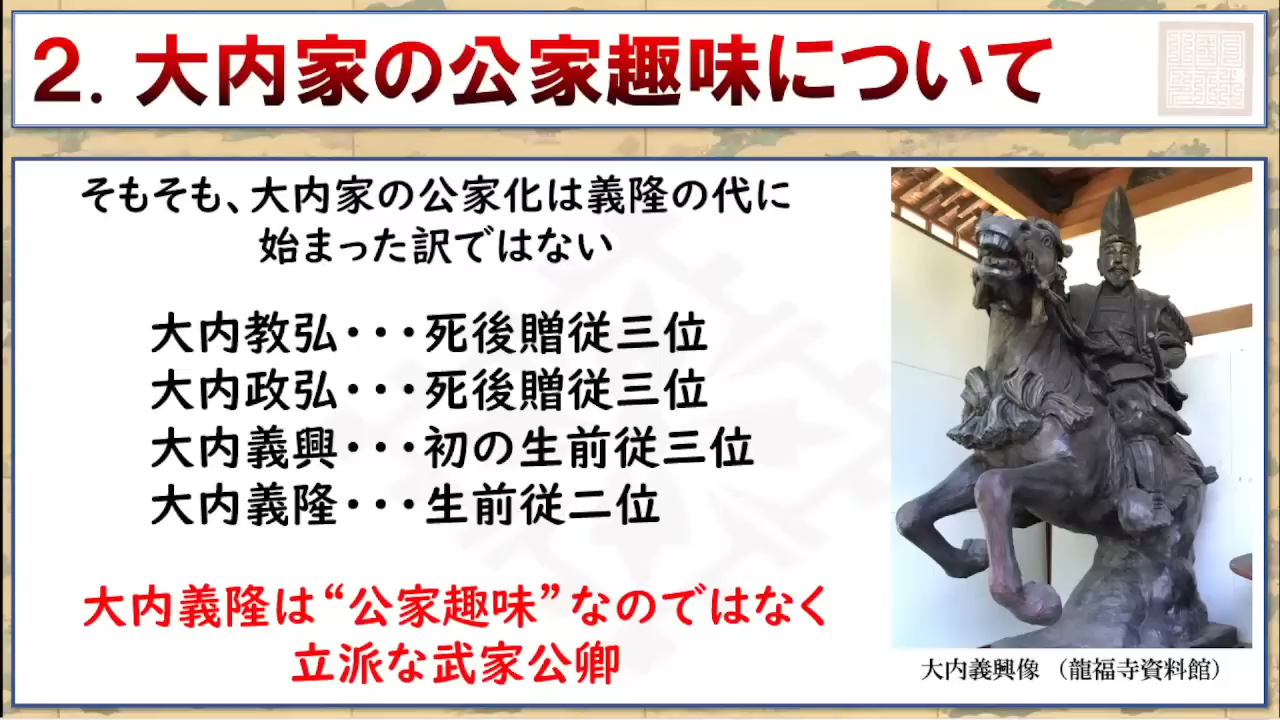 ２．大内家の公家趣味について
そもそも、大内家の公家化は義隆の代に
始まった訳ではない
大内教弘・・・死後贈従三位
大内政弘・・・死後贈従三位
大内義興・・・初の生前従三位
大内義隆・・・生前従二位
大内義隆は“公家趣味”なのではなく
立派な武家公卿
大内義興像 （龍福寺資料館）